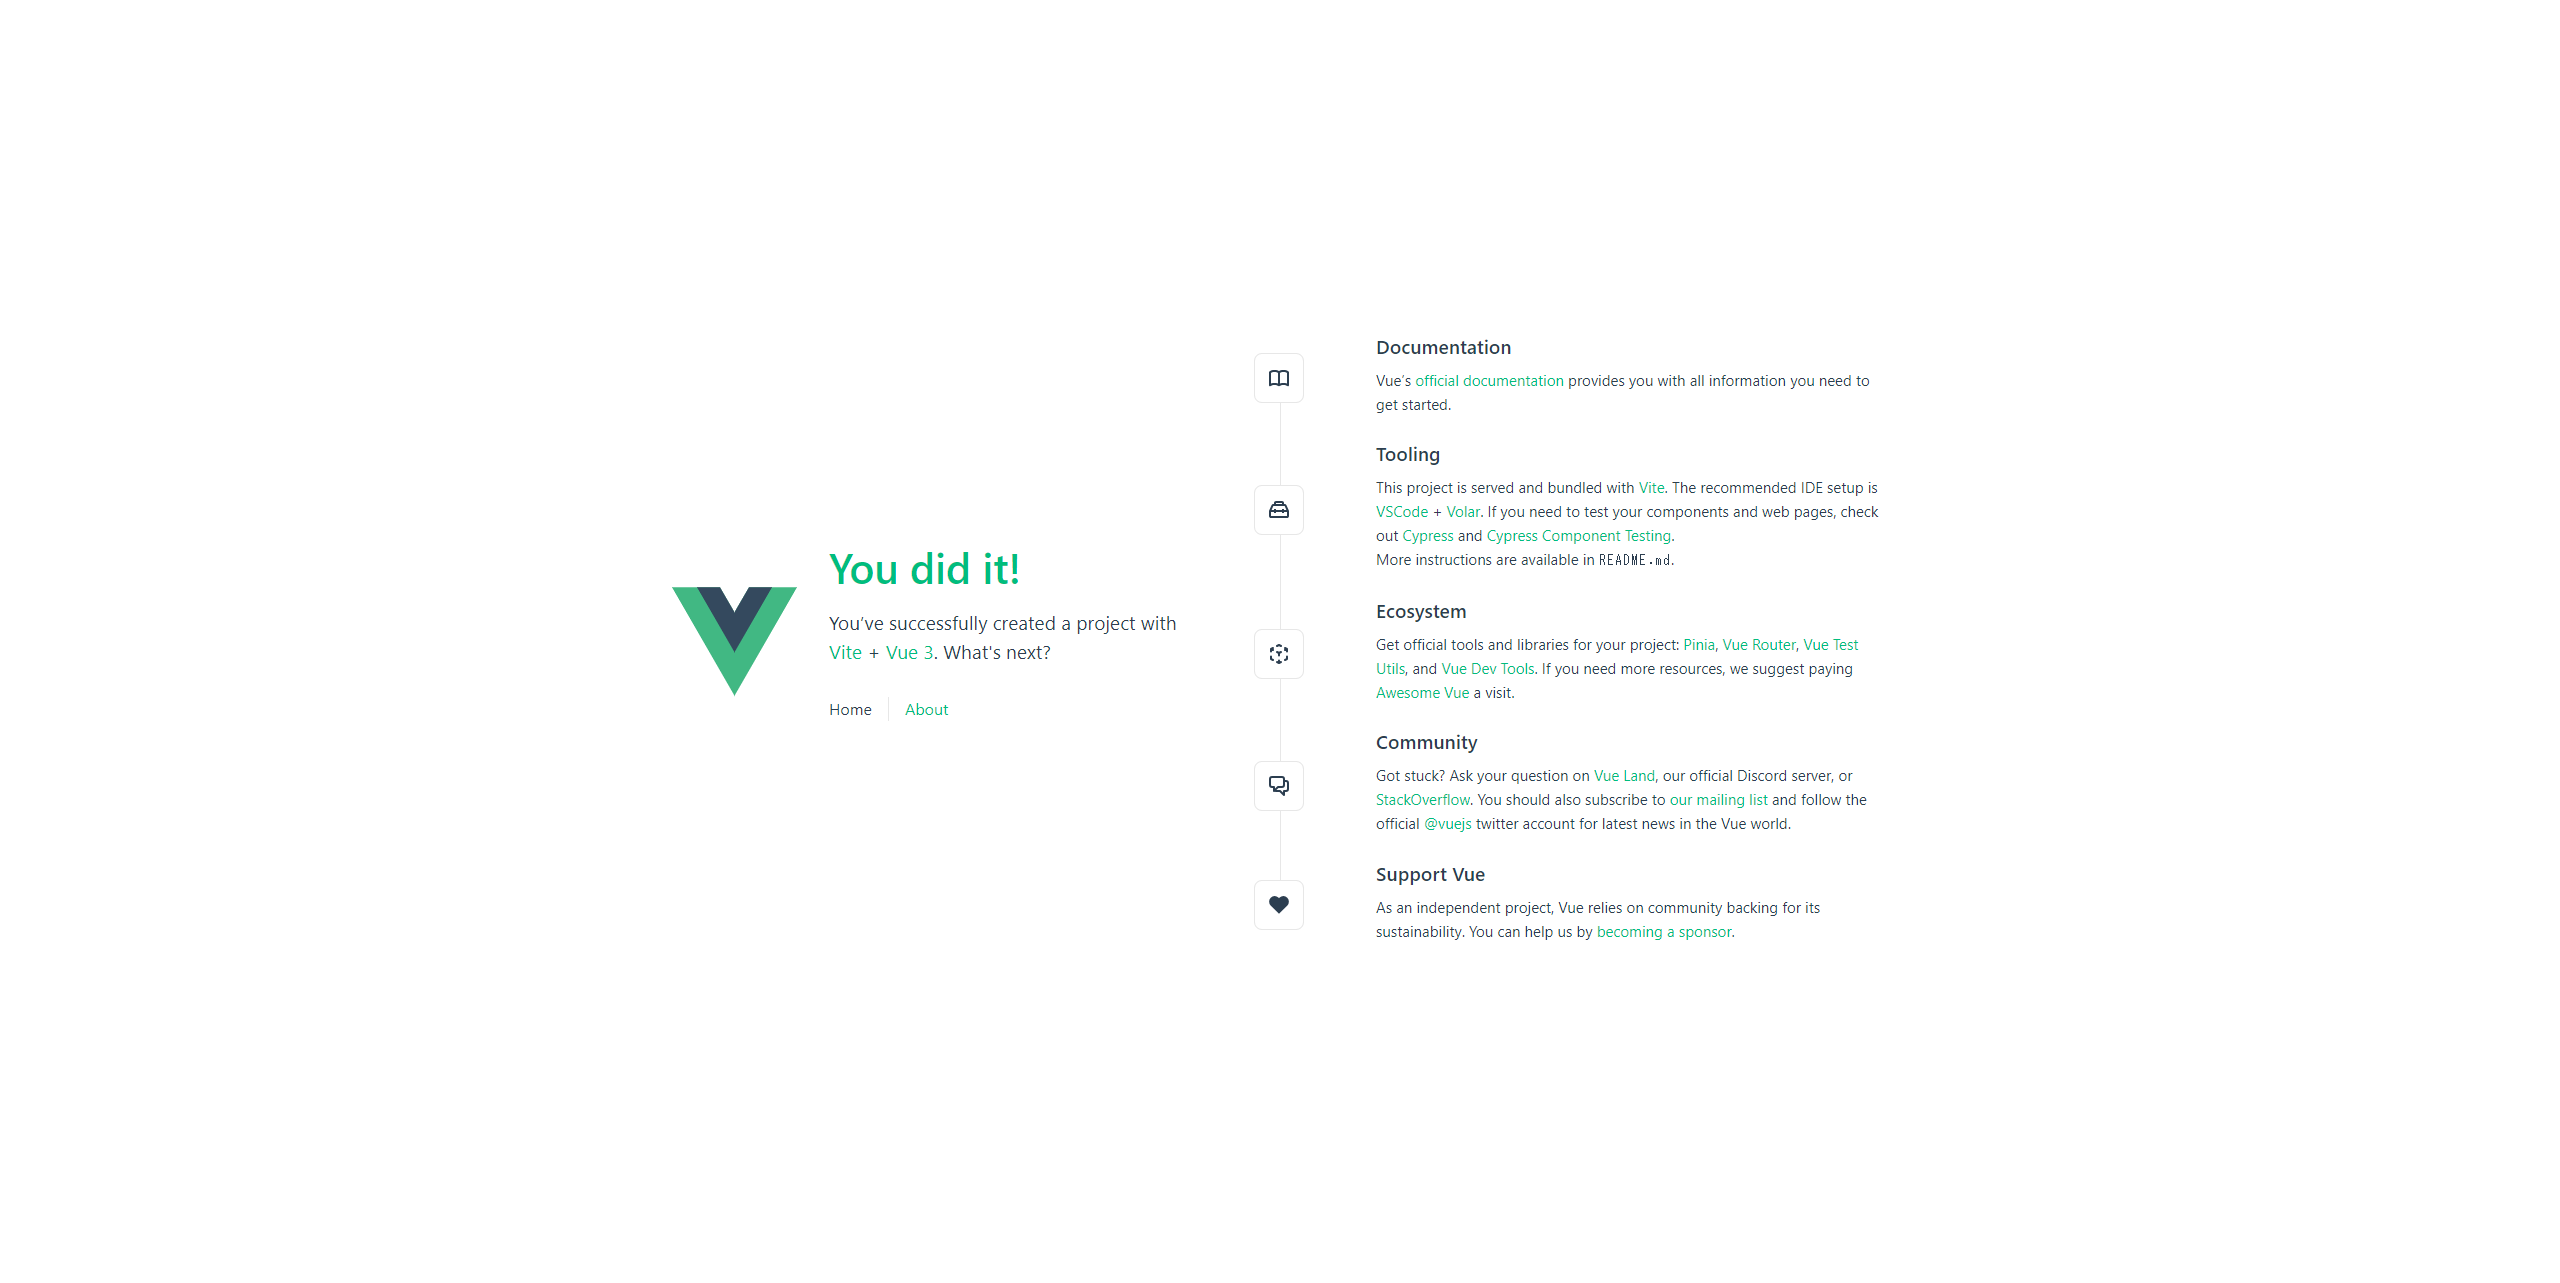 You did it!
You’ve successfully created a project with
Vite + Vue 3. What's next?
Home
About
Documentation
Vue’s official documentation provides you with all information you need to
get started.
Tooling
This project is served and bundled with Vite. The recommended IDE setup is
VSCode + Volar. If you need to test your components and web pages, check
out Cypress and Cypress Component Testing.
More instructions are available in README.md.
Ecosystem
Get official tools and libraries for your project: Pinia, Vue Router, Vue Test
Utils, and Vue Dev Tools. If you need more resources, we suggest paying
Awesome Vue a visit.
Community
Got stuck? Ask your question on Vue Land, our official Discord server, or
StackOverflow. You should also subscribe to our mailing list and follow the
official @vuejs twitter account for latest news in the Vue world.
Support Vue
As an independent project, Vue relies on community backing for its
sustainability. You can help us by becoming a sponsor.